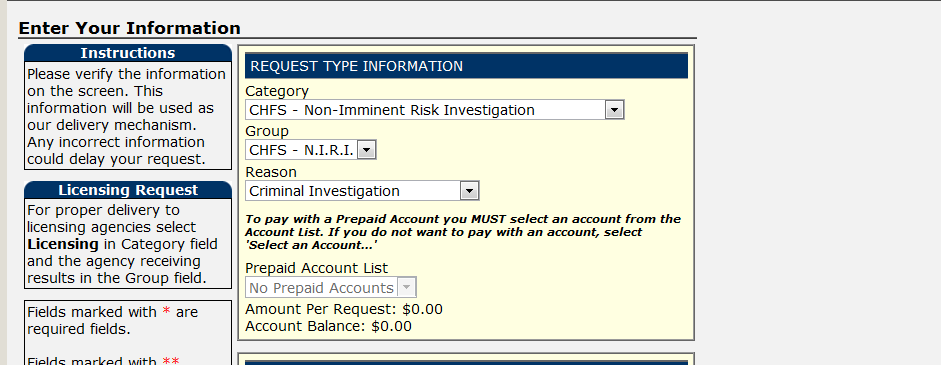 Enter Your Information
Instructions
Please verify the information
on the screen. This
information will be used as
our delivery mechanism.
Any incorrect information
could delay your request.
Licensing Request
For proper delivery to
licensing agencies select
Licensing in Category field
and the agency receiving
results in the Group field.
Fields marked with * are
required fields.
Fields marked with **
REQUEST TYPE INFORMATION
Category
CHFS - Non-Imminent Risk Investigation
Group
CHFS - N.I.R.I.
Reason
Criminal Investigation
To pay with a Prepaid Account you MUST select an account from the
Account List. If you do not want to pay with an account, select
'Select an Account...'
Prepaid Account List
No Prepaid Accounts
Amount Per Request: $0.00
Account Balance: $0.00